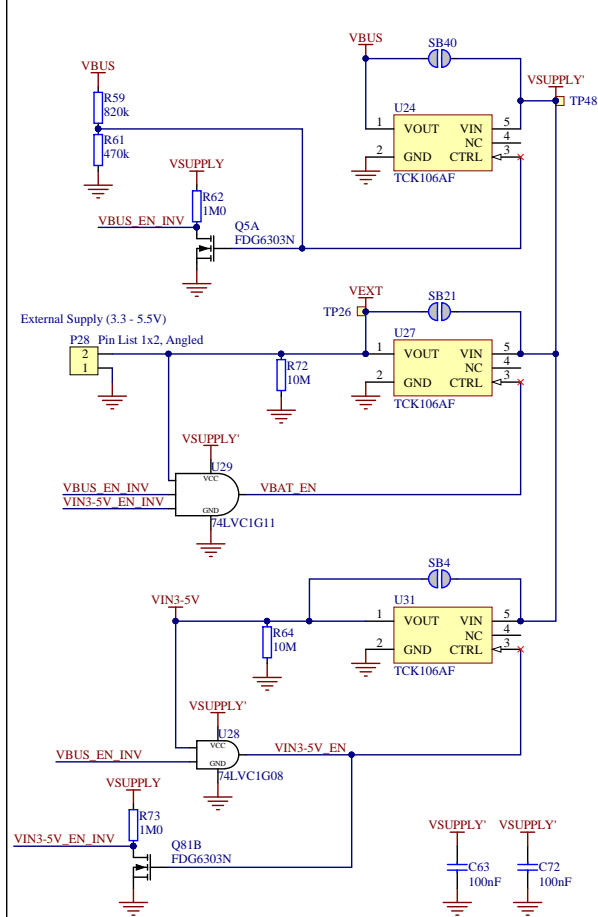 VBUS
SB40
VBUS
VSUPPLY'
TP48
R59
820k
U24
1 VOUT VIN 5
NC 4
2 GND CTRL 3
TCK106AF
R61
470k
VSUPPLY
R62
1M0
VBUS_EN_INV
Q5A
FDG6303N
VEXT
SB21
TP26
External Supply (3.3 - 5.5V)
P28 Pin List 1x2, Angled
2
1
U27
1 VOUT VIN 5
NC 4
2 GND CTRL 3
TCK106AF
R72
10M
VSUPPLY'
U29
VCC
VBUS_EN_INV
VBAT_EN
VIN3-5V_EN_INV
GND
74LVC1G11
SB4
VIN3-5V
U31
1 VOUT VIN 5
NC 4
2 GND CTRL 3
TCK106AF
R64
10M
VSUPPLY'
U28
VCC
VIN3-5V_EN
VBUS_EN_INV
GND
74LVC1G08
VSUPPLY
R73
1M0
VIN3-5V_EN_INV
Q81B
FDG6303N
VSUPPLY' VSUPPLY'
C63 C72
100nF 100nF